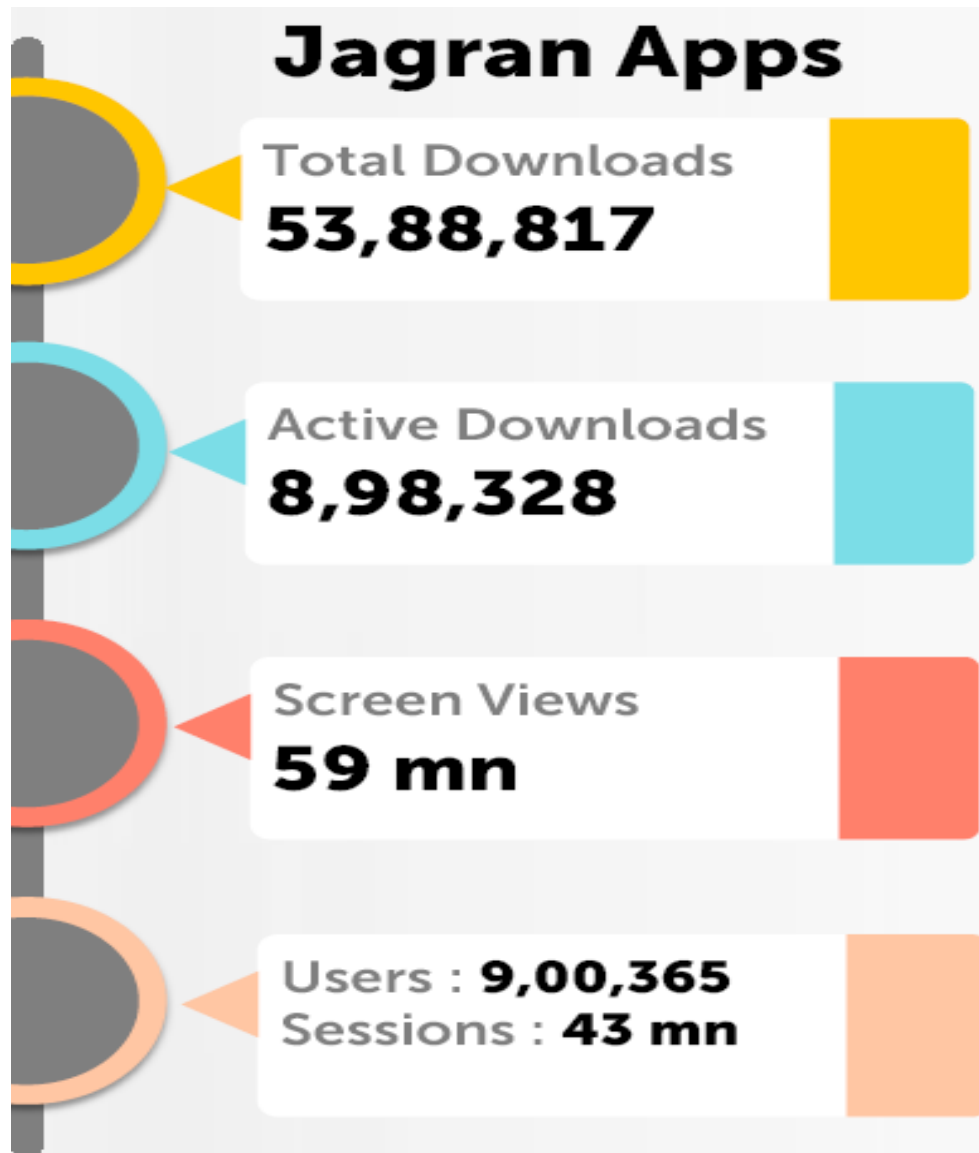 Jagran Apps
Total Downloads
53,88,817
Active Downloads
8,98,328
Screen Views
59 mn
Users : 9,00,365
Sessions : 43 mn